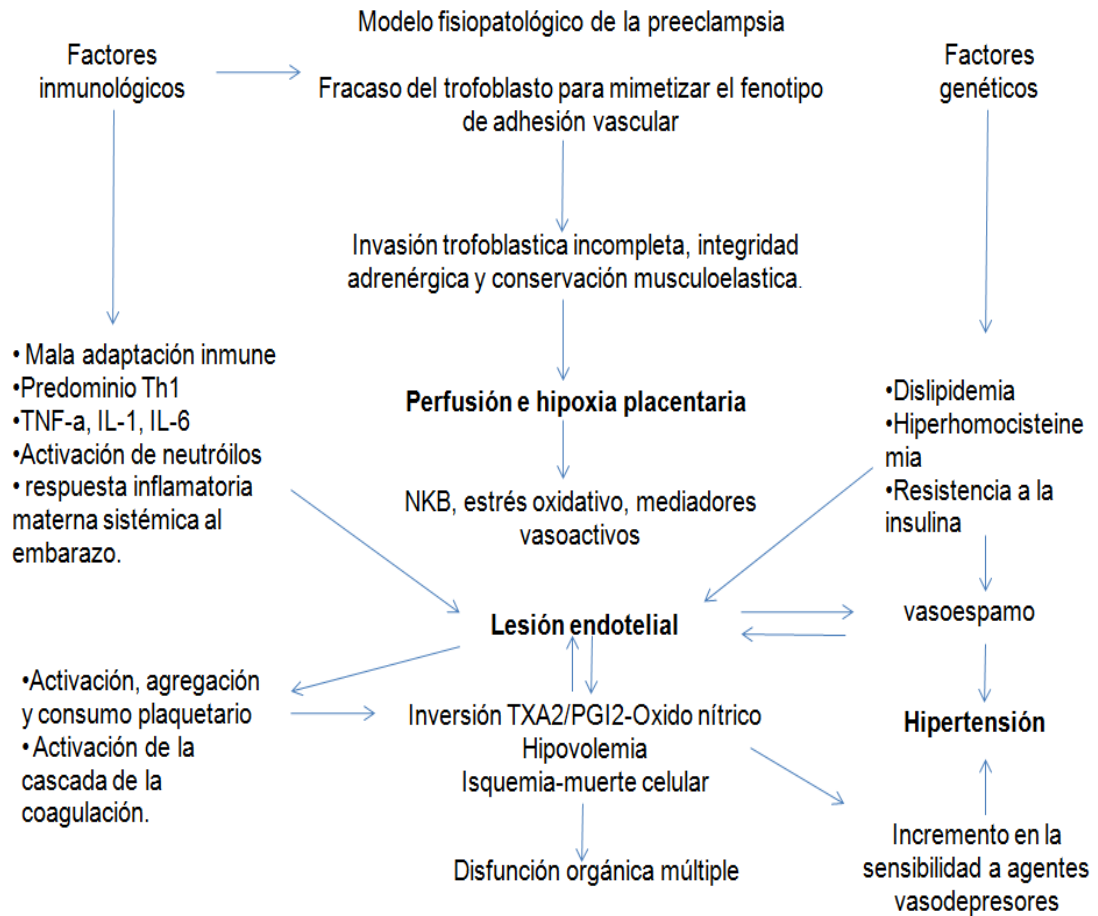 Modelo fisiopatológico de la preeclampsia
Factores
inmunológicos
Fracaso del trofoblasto para mimetizar el fenotipo
de adhesión vascular
Factores
genéticos
Invasión trofoblastica incompleta, integridad
adrenérgica y conservación musculoelastica.
• Mala adaptación inmune
•Predominio Th1
•TNF-a, IL-1, IL-6
•Activación de neutróilos
• respuesta inflamatoria
materna sistémica al
embarazo.
Perfusión e hipoxia placentaria
•Dislipidemia
•Hiperhomocisteine
mia
•Resistencia a la
insulina
NKB, estrés oxidativo, mediadores
vasoactivos
Lesión endotelial
vasoespamo
•Activación, agregación
y consumo plaquetario
• Activación de la
cascada de la
coagulación.
Inversión TXA2/PGI2-Oxido nítrico
Hipovolemia
Isquemia-muerte celular
Hipertensión
Disfunción orgánica múltiple
Incremento en la
sensibilidad a agentes
vasodepresores